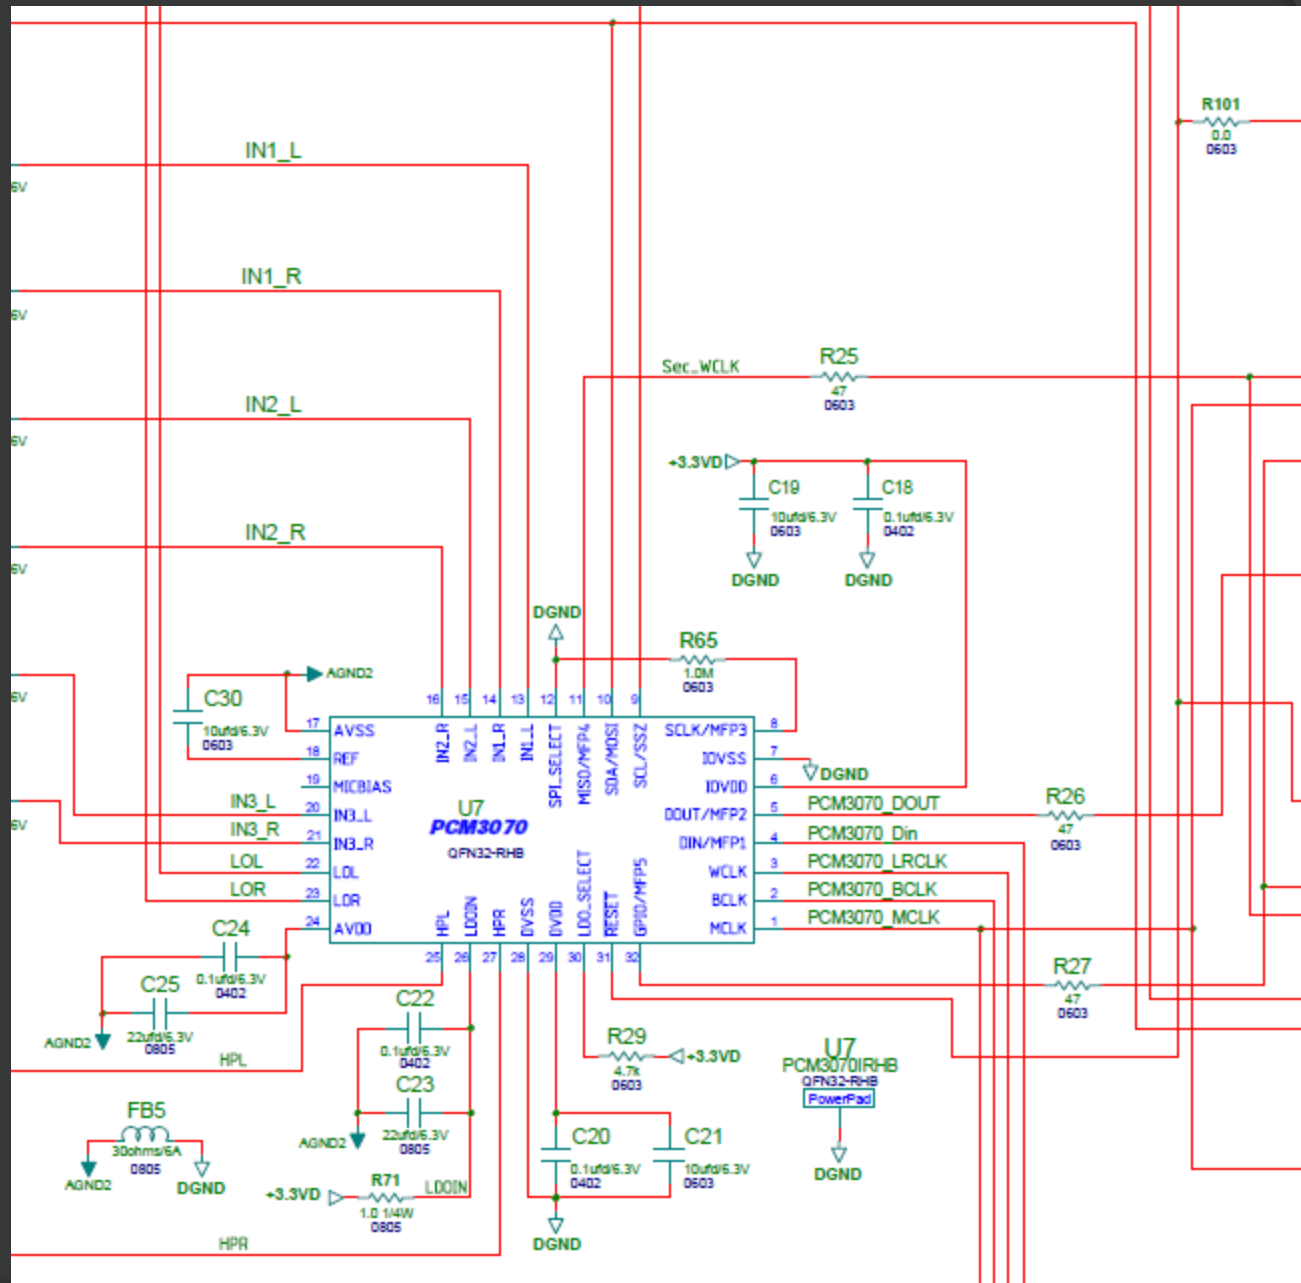 R101
0.0
0603
IN1_L
6V
IN1_R
6V
Sec_WCLK
R25
47
0603
IN2_L
6V
+3.3VD
C19
10ufd/6.3V
0603
C18
0.1ufd/6.3V
0402
DGND
DGND
IN2_R
6V
DGND
R65
1.0M
0603
AGND2
C30
10ufd/6.3V
0603
6V
16
15
14
13
12
11
10
9
IN2_R
IN2_L
IN1_R
IN1_L
SPI_SELECT
MISO/MFP4
SDA/MOSI
SCL/SSZ
17
AVSS
18
REF
19
MICBIAS
IN3_L
20
IN3_L
IN3_R
21
IN3_R
LOL
22
LOL
LOR
23
LOR
24
AVDD
6V
U7
PCM3070
QFN32-RHB
SCLK/MFP3
8
IOVSS
7
DGND
IOVDD
6
DOUT/MFP2
5
PCM3070_DOUT
DIN/MFP1
4
PCM3070_Din
WCLK
3
PCM3070_LRCLK
BCLK
2
PCM3070_BCLK
MCLK
1
PCM3070_MCLK
R26
47
0603
HPL
LDOIN
HPR
DVSS
DVDD
LDO_SELECT
RESET
GPIO/MFP5
25
26
27
28
29
30
31
32
C24
0.1ufd/6.3V
0402
C25
22ufd/6.3V
0805
AGND2
HPL
C22
0.1ufd/6.3V
0402
C23
22ufd/6.3V
0805
AGND2
R27
47
0603
R29
4.7k
0603
+3.3VD
U7
PCM3070IRHB
QFN32-RHB
PowerPad
DGND
FB5
30ohms/6A
0805
AGND2
DGND
+3.3VD
R71
1.0 1/4W
0805
LDOIN
C20
0.1ufd/6.3V
0402
C21
10ufd/6.3V
0603
DGND
HPR